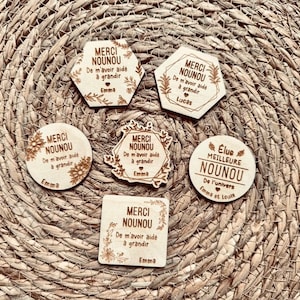 MERCI
NOUNOU
De m'avoir aidé
à grandir
Emma
MERCI
NOUNOU
De m'avoir aidé
à grandir
Lucas
MERCI
NOUNOU
De m'avoir aidé
à grandir
Emma
MERCI
NOUNOU
De m'avoir aidé
à grandir
Emma
Élue
MEILLEURE
NOUNOU
De l'univers
et Louis
MERCI
NOUNOU
De m'avoir aidé
à grandir
Emma